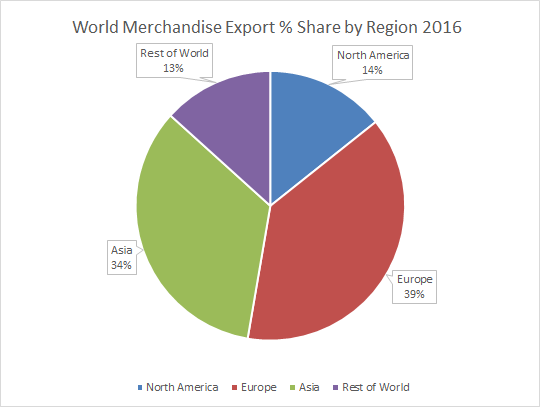 World Merchandise Export % Share by Region 2016
Rest of World
13%
North America
14%
Asia
34%
Europe
39%
North America Europe Asia Rest of World